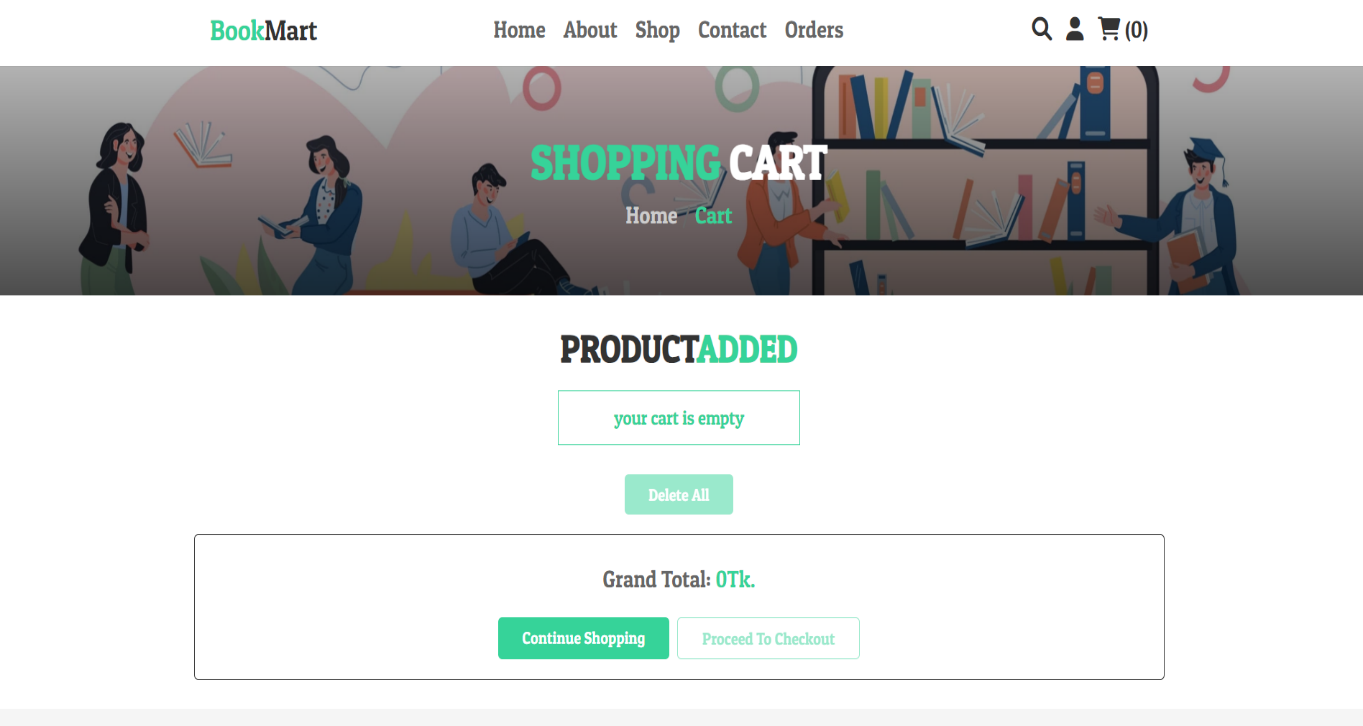 BookMart Home About Shop Contact Orders (0)
SHOPPING CART
Home Cart
PRODUCTADDED
your cart is empty
Delete All
Grand Total: 0Tk.
Continue Shopping Proceed To Checkout